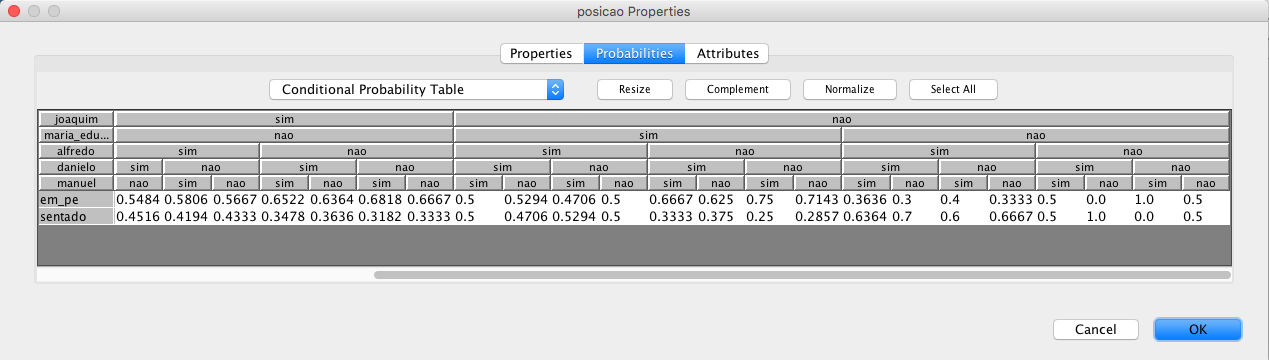 posicao Properties
Properties Probabilities Attributes
Conditional Probability Table Resize Complement Normalize Select All
joaquim sim nao
maria_edu... nao sim nao
alfredo sim nao sim nao sim nao
danielo sim nao sim nao sim nao sim nao sim nao sim nao
manuel nao sim nao sim nao sim nao sim nao sim nao sim nao sim nao sim nao sim nao sim nao sim nao
em_pe 0.5484 0.5806 0.5667 0.6522 0.6364 0.6818 0.6667 0.5 0.5294 0.4706 0.5 0.6667 0.625 0.75 0.7143 0.3636 0.3 0.4 0.3333 0.5 0.0 1.0 0.5
sentado 0.4516 0.4194 0.4333 0.3478 0.3636 0.3182 0.3333 0.5 0.4706 0.5294 0.5 0.3333 0.375 0.25 0.2857 0.6364 0.7 0.6 0.6667 0.5 1.0 0.0 0.5
Cancel OK